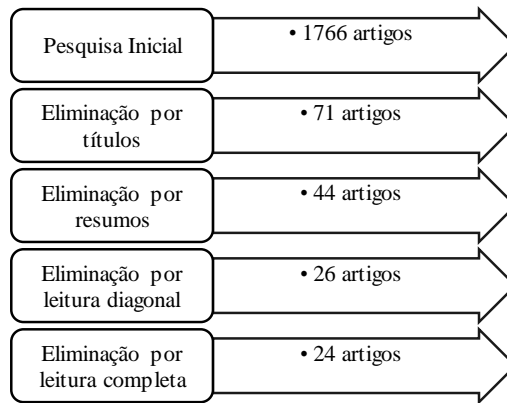 Pesquisa Inicial
• 1766 artigos
Eliminação por
títulos
• 71 artigos
Eliminação por
resumos
• 44 artigos
Eliminação por
leitura diagonal
• 26 artigos
Eliminação por
leitura completa
• 24 artigos